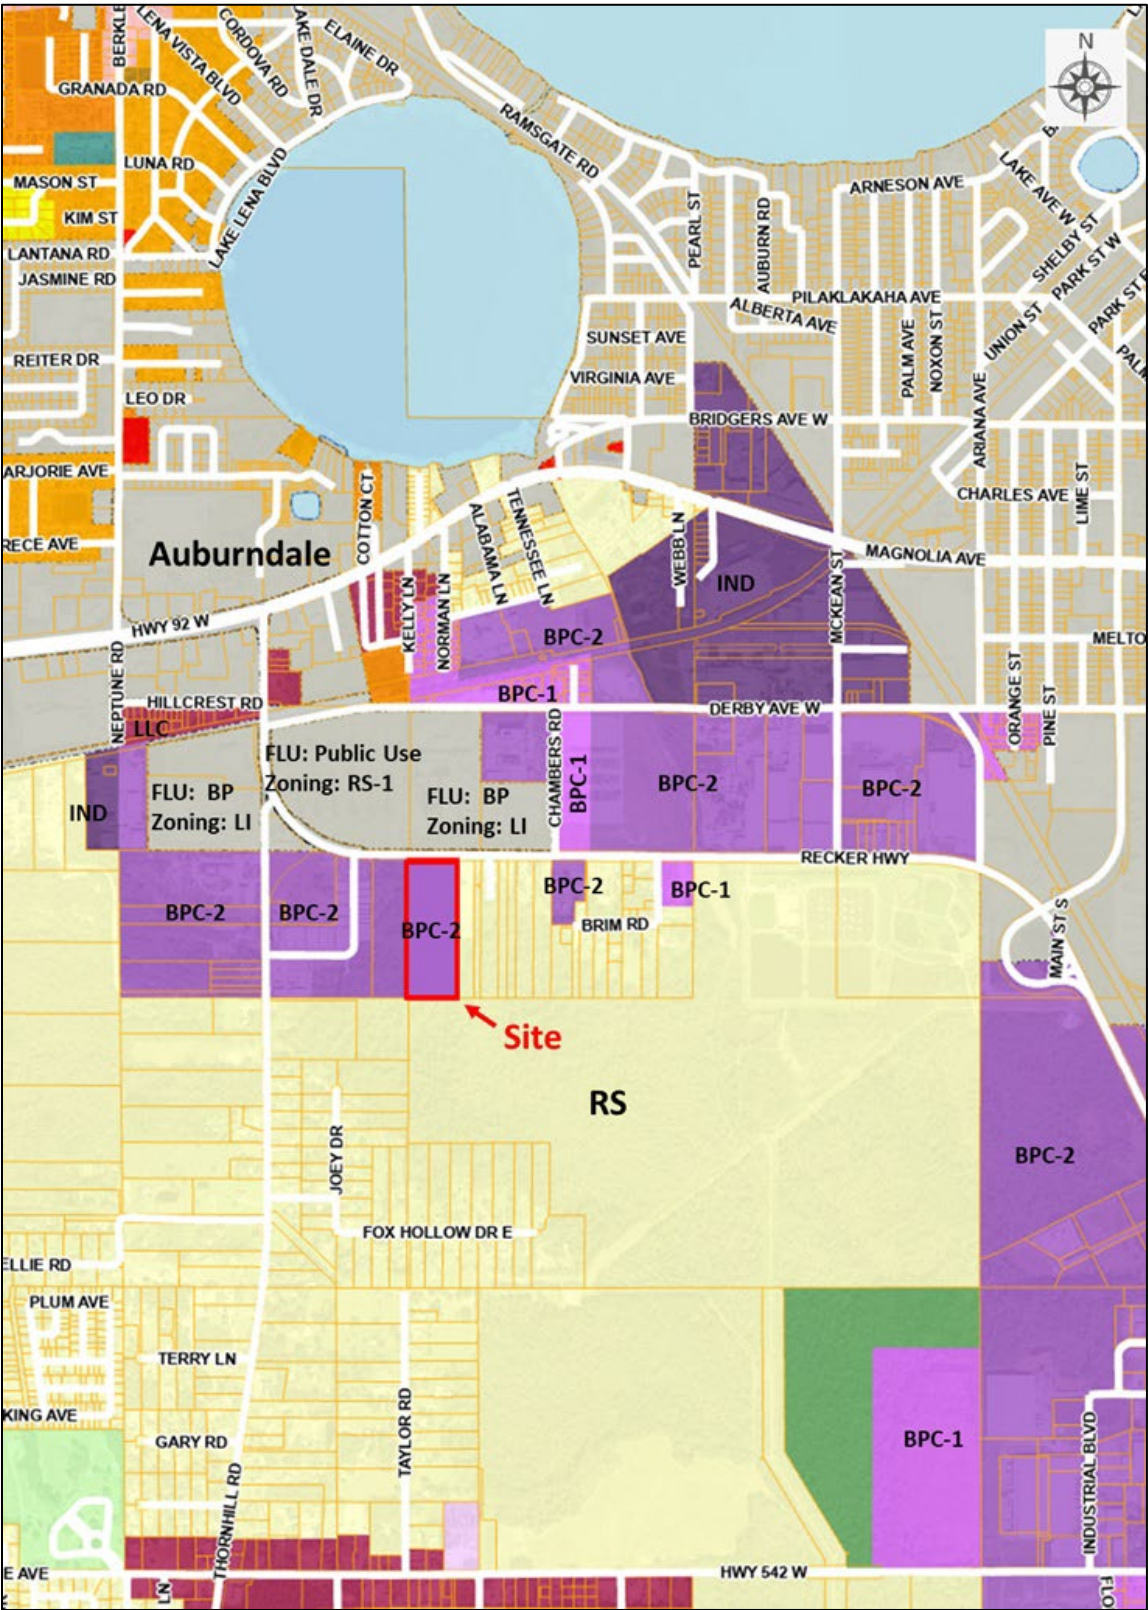 BERKLE
LENA VISTA BLVD
CORDOVA RD
AKE DALE DR
ELAINE DR
N
GRANADA RD
RAMSGATE RD
LUNA RD
LAKE LENA BLVD
MASON ST
KIM ST
LANTANA RD
JASMINE RD
ARNESON AVE
LAKE AVE W
PEARL ST
AUBURN RD
SHELBY ST
PARK ST W
PILAKLAKAHA AVE
ALBERTA AVE
UNION ST
PALM AVE
NOXON ST
SUNSET AVE
REITER DR
VIRGINIA AVE
LEO DR
BRIDGERS AVE W
ARIANA AVE
ARJORIE AVE
CHARLES AVE
LIME ST
COTTON CT
TENNESSEE LN
ALABAMA LN
WEBB LN
RECE AVE
Auburndale
MAGNOLIA AVE
IND
MCKEAN ST
KELLY LN
NORMAN LN
HWY 92 W
BPC-2
MELTO
NEPTUNE RD
HILLCREST RD
BPC-1
DERBY AVE W
ORANGE ST
PINE ST
LLC
FLU: Public Use
Zoning: RS-1
CHAMBERS RD
BPC-1
BPC-2
BPC-2
IND
FLU: BP
Zoning: LI
FLU: BP
Zoning: LI
RECKER HWY
BPC-2
BPC-2
BPC-2
BPC-2
BPC-1
BRIM RD
MAIN ST S
Site
RS
JOEY DR
BPC-2
FOX HOLLOW DR E
ELLIE RD
PLUM AVE
TERRY LN
KING AVE
GARY RD
TAYLOR RD
BPC-1
INDUSTRIAL BLVD
THORNHILL RD
E AVE
LN
HWY 542 W
FLO